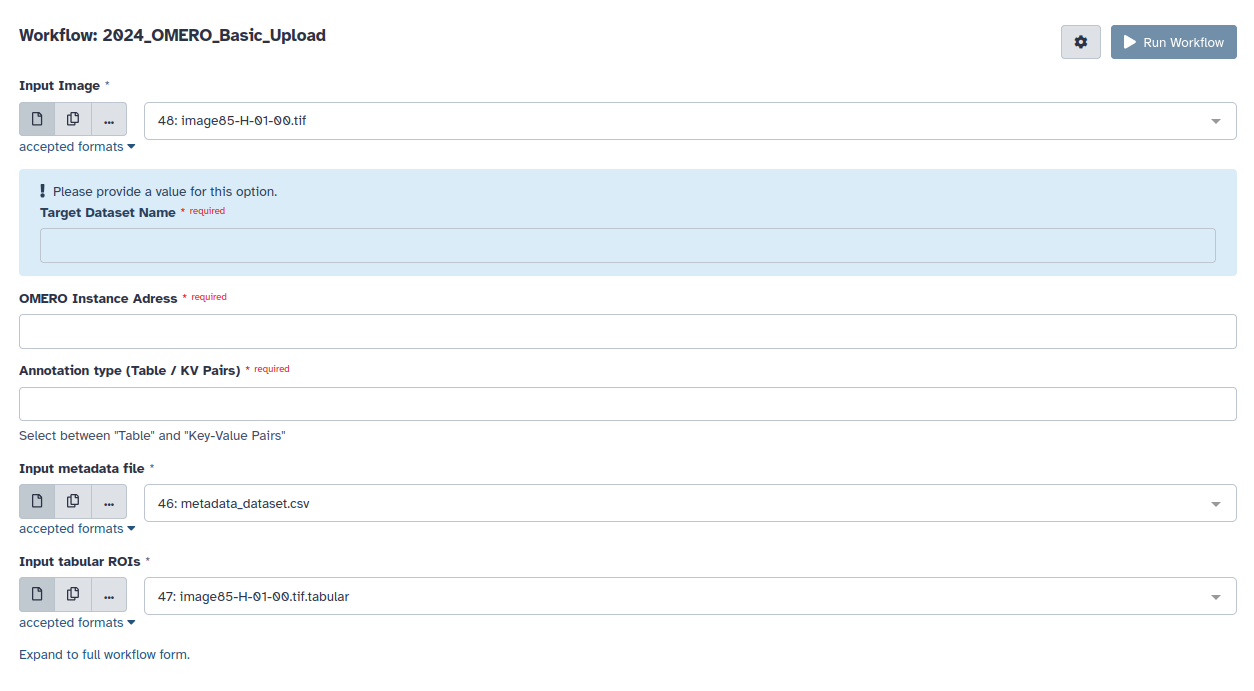 Workflow: 2024_OMERO_Basic_Upload
Run Workflow
Input Image *
...
48: image85-H-01-00.tif
accepted formats
Please provide a value for this option.
Target Dataset Name * required
OMERO Instance Adress * required
Annotation type (Table / KV Pairs) * required
Select between "Table" and "Key-Value Pairs"
Input metadata file *
...
46: metadata_dataset.csv
accepted formats
Input tabular ROIs *
...
47: image85-H-01-00.tif.tabular
accepted formats
Expand to full workflow form.